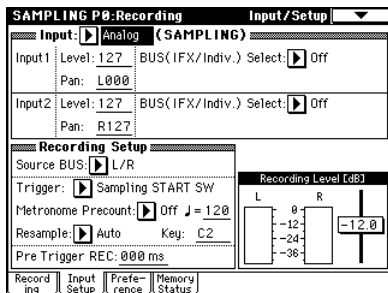 SAMPLING P0:Recording Input/Setup
Input: Analog (SAMPLING)
Input1 Level: 127 BUS(IFX/Indiv.) Select: Off
Pan: L000
Input2 Level: 127 BUS(IFX/Indiv.) Select: Off
Pan: R127
Recording Setup
Source BUS: L/R
Trigger: Sampling START SW
Metronome Precount: Off ♩= 120
Resample: Auto Key: C2
Pre Trigger REC: 000 ms
Recording Level [dB]
L R
0
-12
-24
-36
-12.0
Record
ing
Input
Setup
Prefe-
rence
Memory
Status